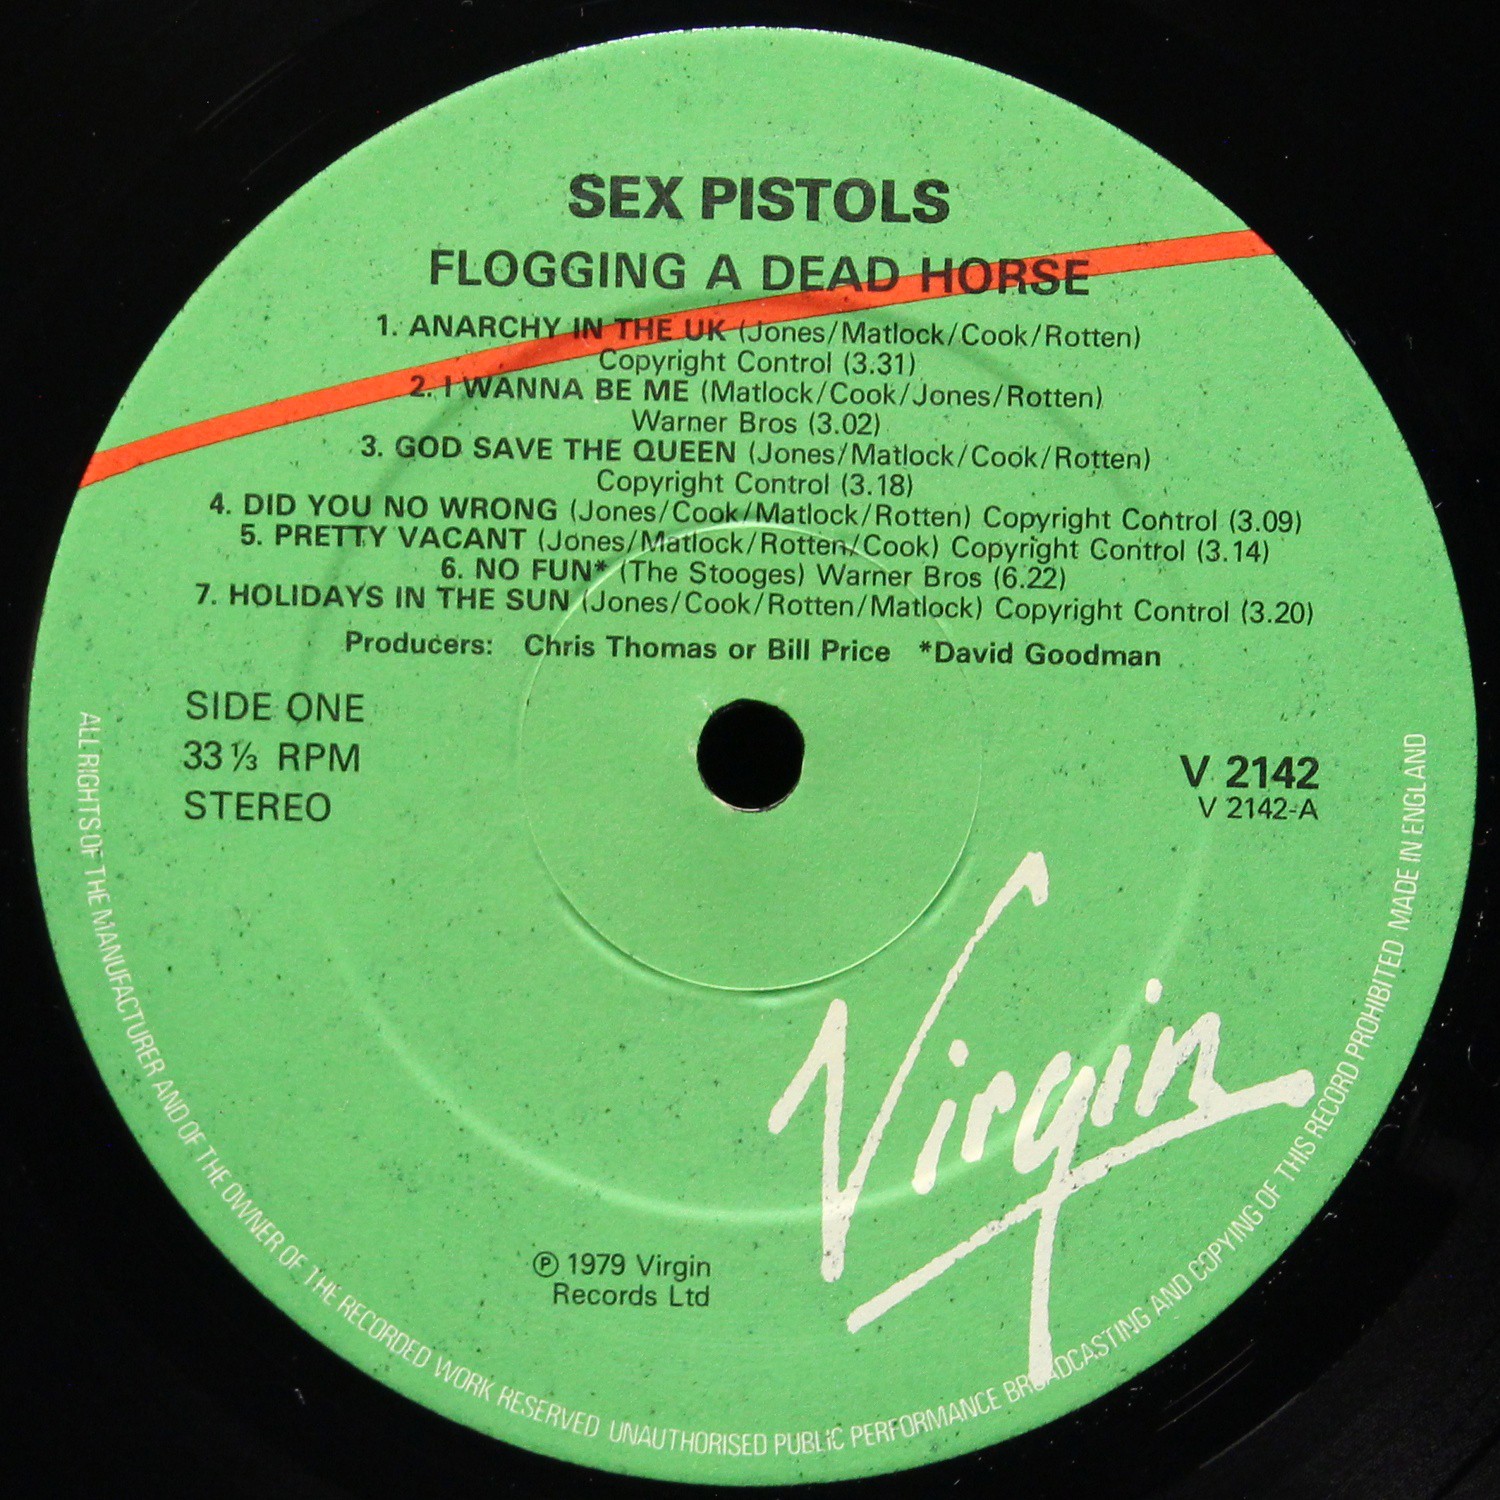 SEX PISTOLS
FLOGGING A DEAD HORSE
1. ANARCHY IN THE UK (Jones/Matlock/Cook/Rotten)
Copyright Control (3.31)
2. I WANNA BE ME (Matlock/Cook/Jones/Rotten)
Warner Bros (3.02)
3. GOD SAVE THE QUEEN (Jones/Matlock/Cook/Rotten)
Copyright Control (3.18)
4. DID YOU NO WRONG (Jones/Cook/Matlock/Rotten) Copyright Control (3.09)
5. PRETTY VACANT (Jones/Matlock/Rotten/Cook) Copyright Control (3.14)
6. NO FUN* (The Stooges) Warner Bros (6.22)
7. HOLIDAYS IN THE SUN (Jones/Cook/Rotten/Matlock) Copyright Control (3.20)
Producers: Chris Thomas or Bill Price *David Goodman
SIDE ONE
33 ⅓ RPM
STEREO
V 2142
V 2142-A
Virgin
℗ 1979 Virgin
Records Ltd
ALL RIGHTS OF THE MANUFACTURER AND OF THE OWNER OF THE RECORDED WORK RESERVED UNAUTHORISED PUBLIC PERFORMANCE BROADCASTING AND COPYING OF THIS RECORD PROHIBITED MADE IN ENGLAND